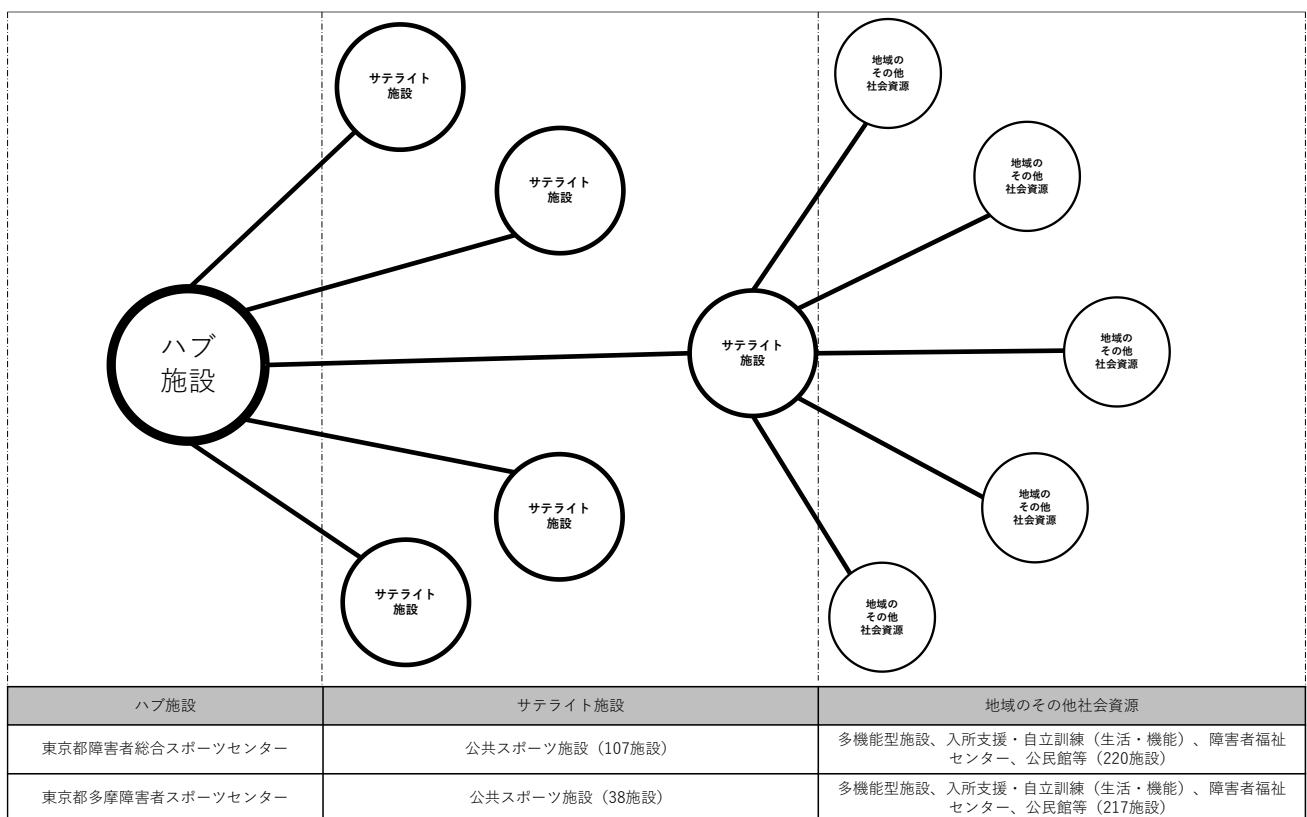 サテライト
施設
地域の
その他
社会資源
サテライト
施設
地域の
その他
社会資源
ハブ
施設
サテライト
施設
地域の
その他
社会資源
サテライト
施設
地域の
その他
社会資源
サテライト
施設
地域の
その他
社会資源
ハブ施設
サテライト施設
地域のその他社会資源
東京都障害者総合スポーツセンター
公共スポーツ施設（107施設）
多機能型施設、入所支援・自立訓練（生活・機能）、障害者福祉
センター、公民館等（220施設）
東京都多摩障害者スポーツセンター
公共スポーツ施設（38施設）
多機能型施設、入所支援・自立訓練（生活・機能）、障害者福祉
センター、公民館等（217施設）